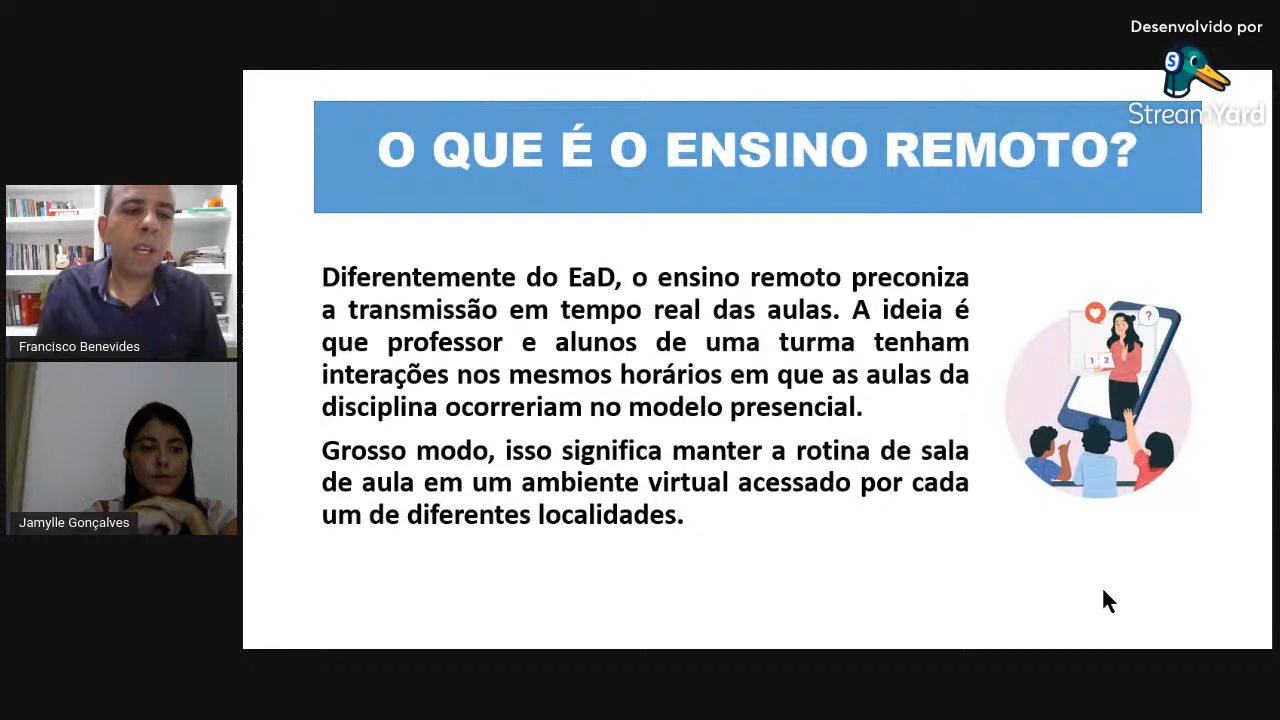 Desenvolvido por
S
StreamYard
O QUE É O ENSINO REMOTO?
Diferentemente do EaD, o ensino remoto preconiza
a transmissão em tempo real das aulas. A ideia é
que professor e alunos de uma turma tenham
interações nos mesmos horários em que as aulas da
disciplina ocorreriam no modelo presencial.
Grosso modo, isso significa manter a rotina de sala
de aula em um ambiente virtual acessado por cada
um de diferentes localidades.
?
1 2
Francisco Benevides
Jamylle Gonçalves